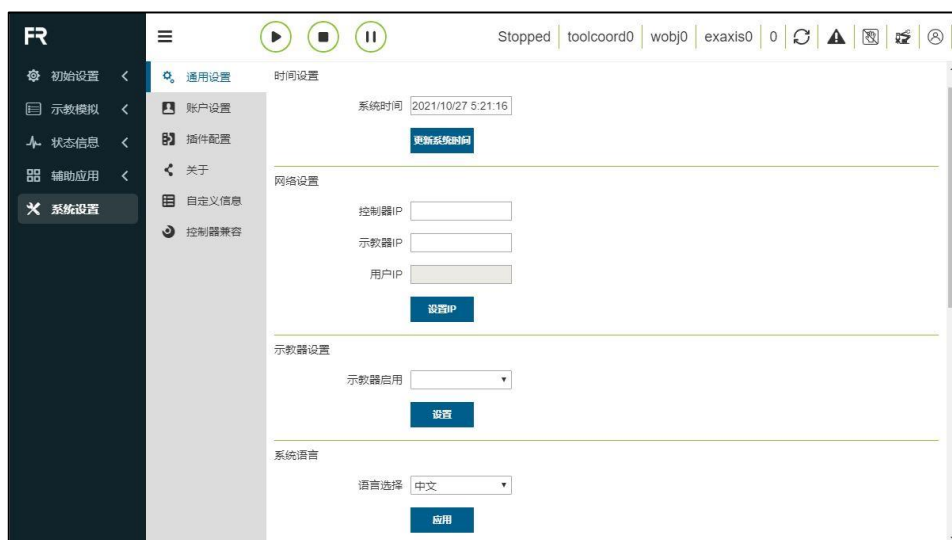 FR
Stopped
toolcoord0
wobj0
exaxis0
0
初始设置
示教模拟
状态信息
辅助应用
系统设置
通用设置
账户设置
插件配置
关于
自定义信息
控制器兼容
时间设置
系统时间 2021/10/27 5:21:16
更新系统时间
网络设置
控制器IP
示教器IP
用户IP
设置IP
示教器设置
示教器启用
设置
系统语言
语言选择 中文
应用